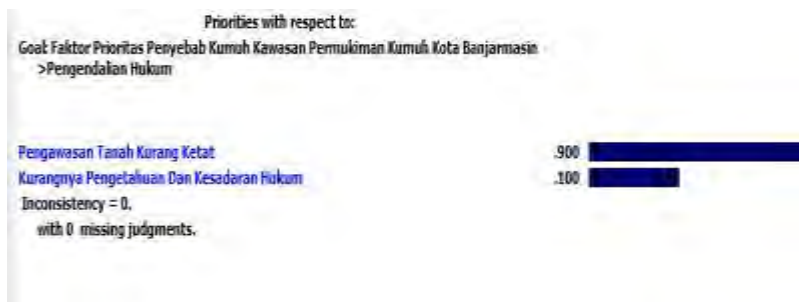 Priorities with respect to:
Goal: Faktor Prioritas Penyebab Kumuh Kawasan Permukiman Kumuh Kota Banjarmasin
>Pengendalian Hukum
Pengawasan Tanah Kurang Ketat .900
Kurangnya Pengetahuan Dan Kesadaran Hukum .100
Inconsistency = 0.
with 0 missing judgments.